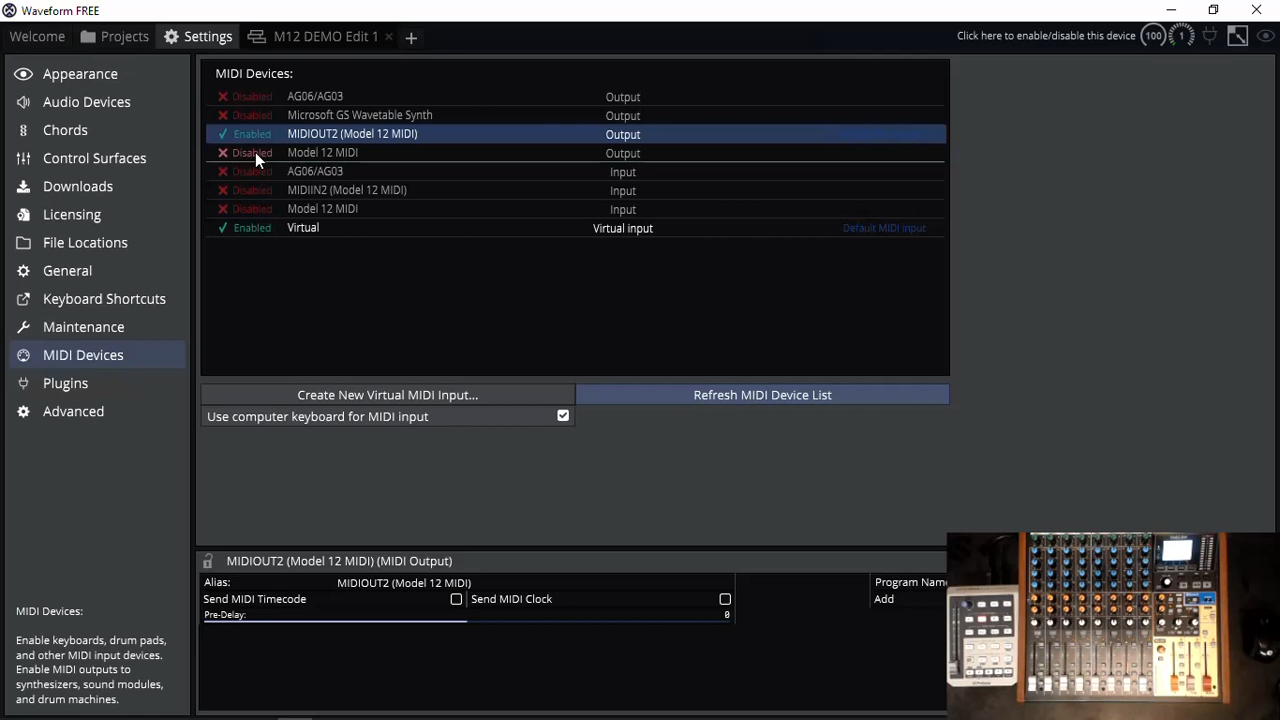 Waveform FREE
Welcome
Projects
Settings
M12 DEMO Edit 1
Click here to enable/disable this device
100
1
Appearance
Audio Devices
Chords
Control Surfaces
Downloads
Licensing
File Locations
General
Keyboard Shortcuts
Maintenance
MIDI Devices
Plugins
Advanced
MIDI Devices:
Disabled AG06/AG03 Output
Disabled Microsoft GS Wavetable Synth Output
Enabled MIDIOUT2 (Model 12 MIDI) Output
Disabled Model 12 MIDI Output
Disabled AG06/AG03 Input
Disabled MIDIIN2 (Model 12 MIDI) Input
Disabled Model 12 MIDI Input
Enabled Virtual Virtual input Default MIDI input
Create New Virtual MIDI Input...
Refresh MIDI Device List
Use computer keyboard for MIDI input
MIDIOUT2 (Model 12 MIDI) (MIDI Output)
Alias: MIDIOUT2 (Model 12 MIDI)
Send MIDI Timecode
Send MIDI Clock
Pre-Delay: 0
Program Name
Add
MIDI Devices:
Enable keyboards, drum pads,
and other MIDI input devices.
Enable MIDI outputs to
synthesizers, sound modules,
and drum machines.